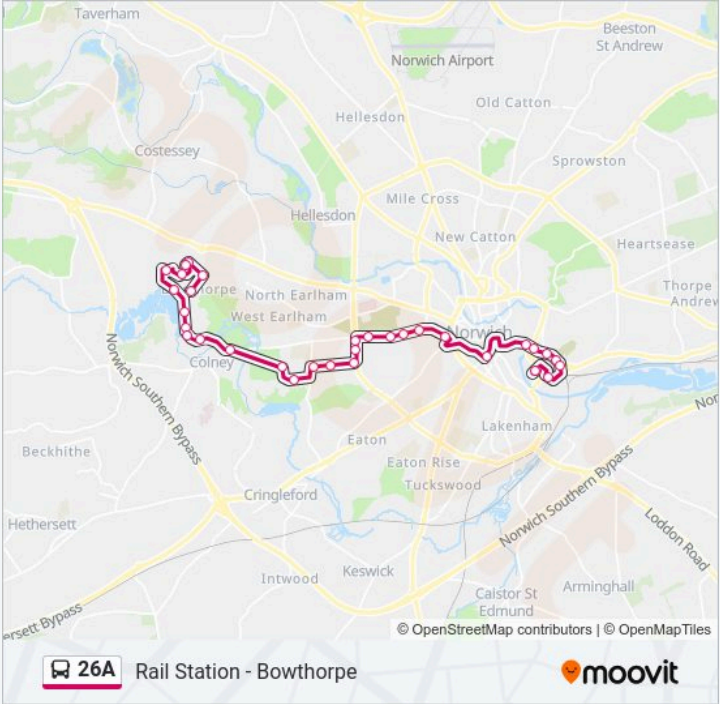 Taverham
Beeston
St Andrew
Norwich Airport
Old Catton
Hellesdon
Costessey
Sprowston
Mile Cross
Hellesdon
New Catton
Heartsease
Thorpe
Andrew
North Earlham
West Earlham
Norwich
Colney
Norwich Southern Bypass
Nor
Lakenham
Eaton
Eaton Rise
Beckhithe
Tuckswood
Norwich Southern Bypass
Cringleford
Hethersett
Loddon Road
Keswick
Intwood
Arminghall
Calstor St
Edmund
ersett Bypass
© OpenStreetMap contributors | © OpenMapTiles
26A Rail Station - Bowthorpe
moovit